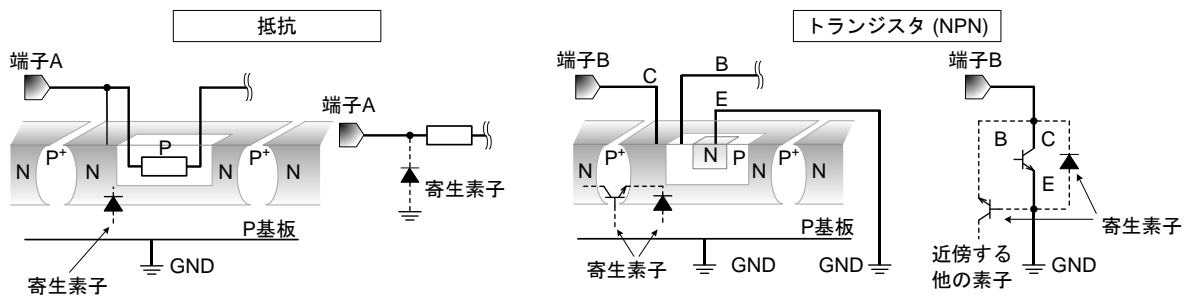 抵抗
トランジスタ (NPN)
端子A
N
P+
N
P
P+
N
寄生素子
P基板
GND
端子A
寄生素子
端子B
C
B
E
N
P+
N
N
P
P+
N
寄生素子
P基板
GND
GND
端子B
B
C
E
寄生素子
近傍する
他の素子
GND